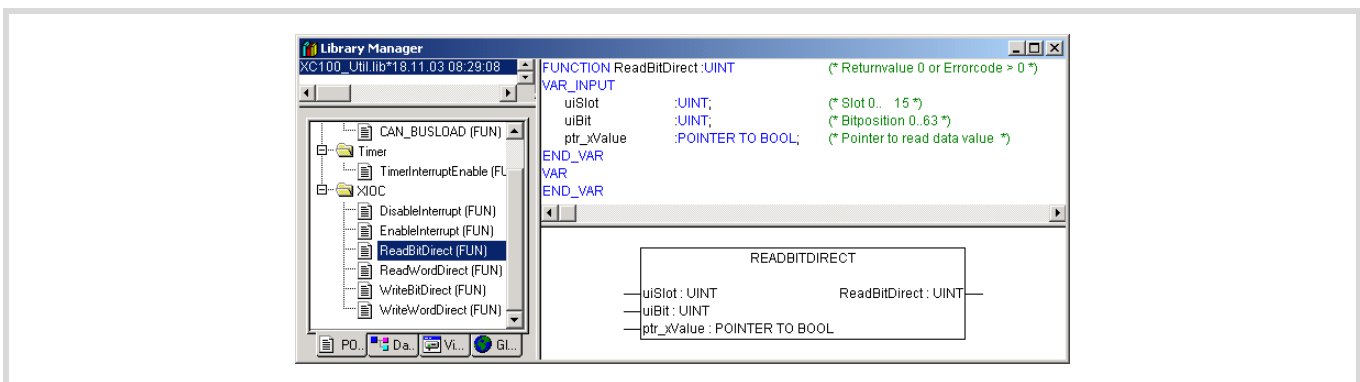 Library Manager
XC100_Util.lib*18.11.03 08:29:08
CAN_BUSLOAD (FUN)
Timer
TimerInterruptEnable (FU
XIOC
DisableInterrupt (FUN)
EnableInterrupt (FUN)
ReadBitDirect (FUN)
ReadWordDirect (FUN)
WriteBitDirect (FUN)
WriteWordDirect (FUN)
PO.. Da.. Vi... Gl...
FUNCTION ReadBitDirect :UINT (* Returnvalue 0 or Errorcode > 0 *)
VAR_INPUT
uiSlot :UINT; (* Slot 0.. 15 *)
uiBit :UINT; (* Bitposition 0..63 *)
ptr_xValue :POINTER TO BOOL; (* Pointer to read data value *)
END_VAR
VAR
END_VAR
READBITDIRECT
uiSlot : UINT ReadBitDirect : UINT
uiBit : UINT
ptr_xValue : POINTER TO BOOL